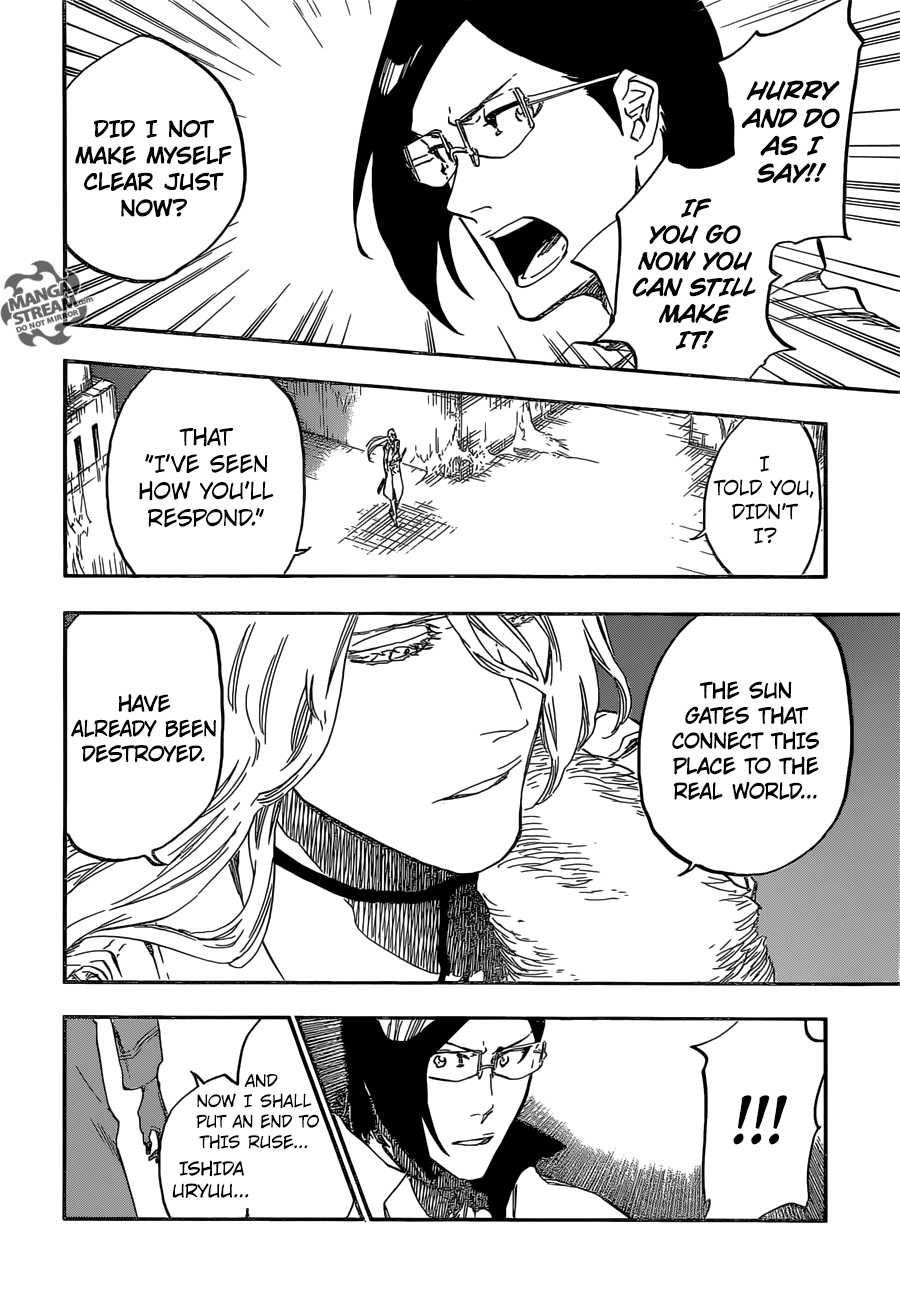 HURRY
AND DO
AS I
SAY!!
IF
YOU GO
NOW YOU
CAN STILL
MAKE
IT!
DID I NOT
MAKE MYSELF
CLEAR JUST
NOW?
MANGA
STREAM.com
DO NOT MIRROR
I
TOLD YOU,
DIDN'T
I?
THAT
"I'VE SEEN
HOW YOU'LL
RESPOND."
THE SUN
GATES THAT
CONNECT THIS
PLACE TO THE
REAL WORLD...
HAVE
ALREADY BEEN
DESTROYED.
!!!
AND
NOW I SHALL
PUT AN END TO
THIS RUSE...
ISHIDA
URYUU...